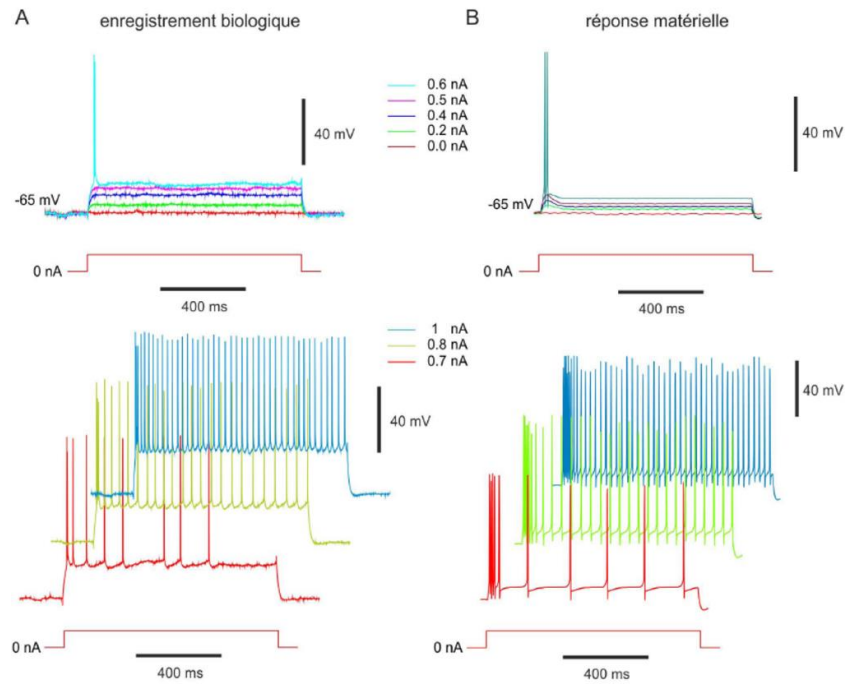 A
enregistrement biologique
B
réponse matérielle
0.6 nA
0.5 nA
0.4 nA
0.2 nA
0.0 nA
40 mV
40 mV
-65 mV
-65 mV
0 nA
0 nA
400 ms
400 ms
1 nA
0.8 nA
0.7 nA
40 mV
40 mV
0 nA
0 nA
400 ms
400 ms